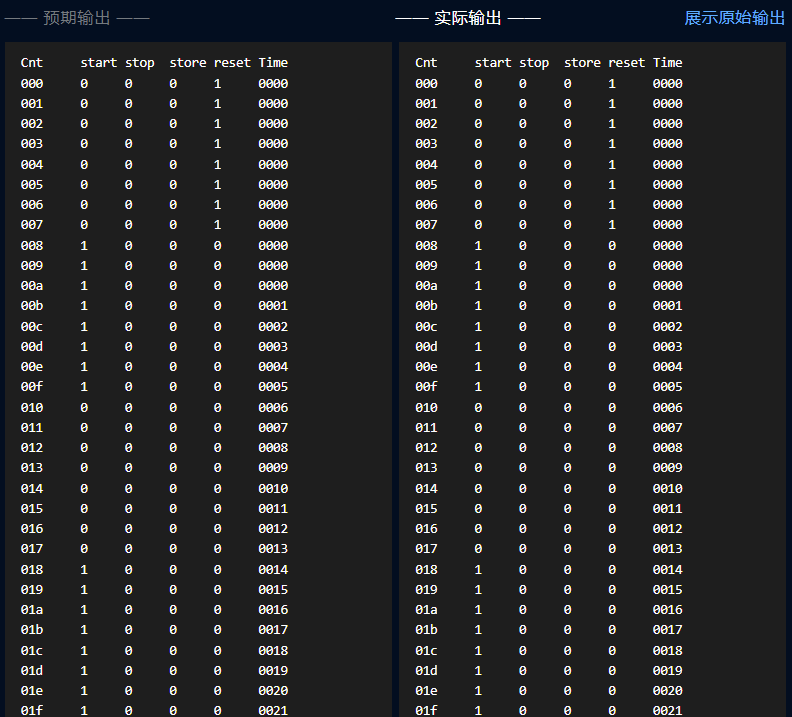 —— 预期输出 ——
Cnt start stop store reset Time
000 0 0 0 1 0000
001 0 0 0 1 0000
002 0 0 0 1 0000
003 0 0 0 1 0000
004 0 0 0 1 0000
005 0 0 0 1 0000
006 0 0 0 1 0000
007 0 0 0 1 0000
008 1 0 0 0 0000
009 1 0 0 0 0000
00a 1 0 0 0 0000
00b 1 0 0 0 0001
00c 1 0 0 0 0002
00d 1 0 0 0 0003
00e 1 0 0 0 0004
00f 1 0 0 0 0005
010 0 0 0 0 0006
011 0 0 0 0 0007
012 0 0 0 0 0008
013 0 0 0 0 0009
014 0 0 0 0 0010
015 0 0 0 0 0011
016 0 0 0 0 0012
017 0 0 0 0 0013
018 1 0 0 0 0014
019 1 0 0 0 0015
01a 1 0 0 0 0016
01b 1 0 0 0 0017
01c 1 0 0 0 0018
01d 1 0 0 0 0019
01e 1 0 0 0 0020
01f 1 0 0 0 0021
—— 实际输出 ——
展示原始输出
Cnt start stop store reset Time
000 0 0 0 1 0000
001 0 0 0 1 0000
002 0 0 0 1 0000
003 0 0 0 1 0000
004 0 0 0 1 0000
005 0 0 0 1 0000
006 0 0 0 1 0000
007 0 0 0 1 0000
008 1 0 0 0 0000
009 1 0 0 0 0000
00a 1 0 0 0 0000
00b 1 0 0 0 0001
00c 1 0 0 0 0002
00d 1 0 0 0 0003
00e 1 0 0 0 0004
00f 1 0 0 0 0005
010 0 0 0 0 0006
011 0 0 0 0 0007
012 0 0 0 0 0008
013 0 0 0 0 0009
014 0 0 0 0 0010
015 0 0 0 0 0011
016 0 0 0 0 0012
017 0 0 0 0 0013
018 1 0 0 0 0014
019 1 0 0 0 0015
01a 1 0 0 0 0016
01b 1 0 0 0 0017
01c 1 0 0 0 0018
01d 1 0 0 0 0019
01e 1 0 0 0 0020
01f 1 0 0 0 0021